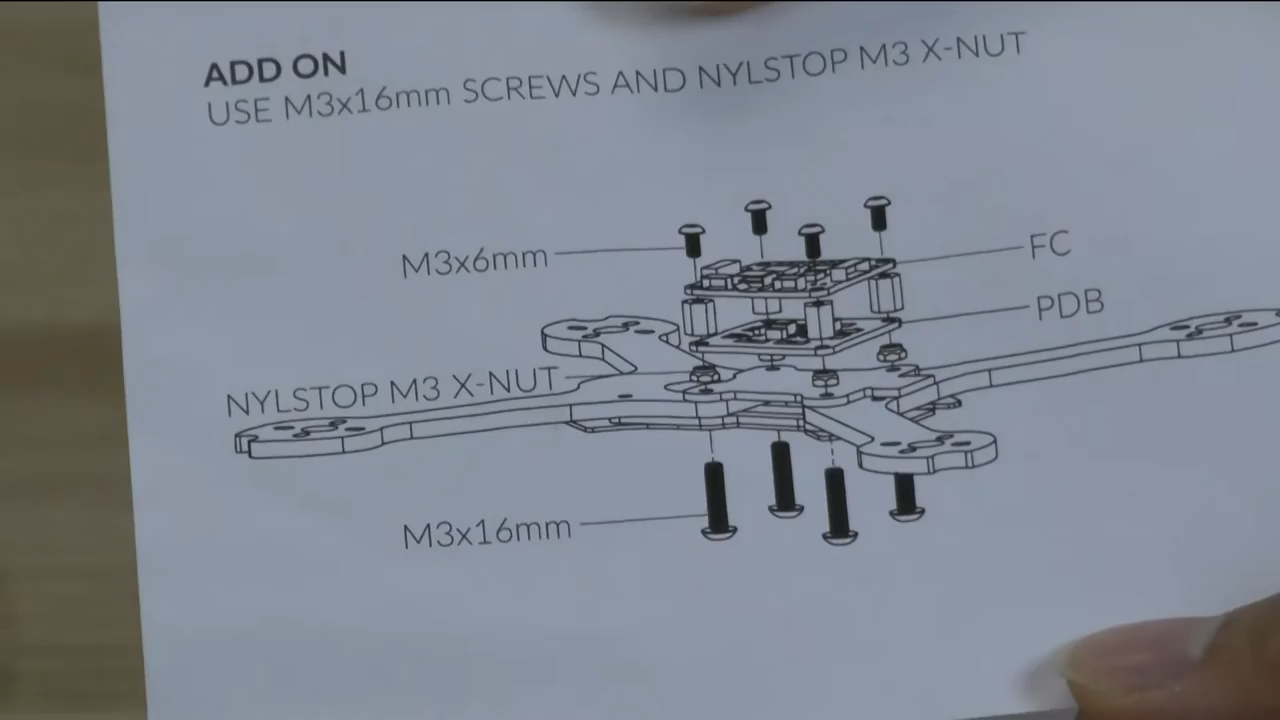 ADD ON
USE M3x16mm SCREWS AND NYLSTOP M3 X-NUT
M3x6mm
FC
PDB
NYLSTOP M3 X-NUT
M3x16mm